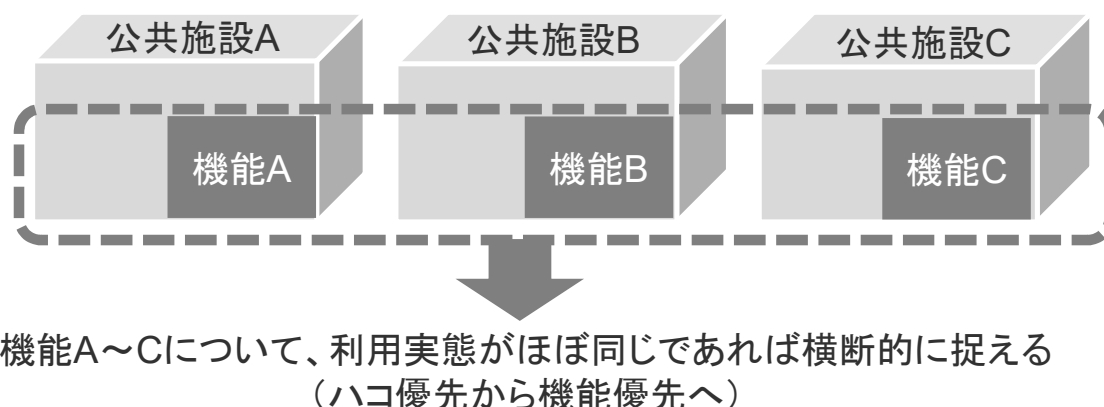 公共施設A
公共施設B
公共施設C
機能A
機能B
機能C
機能A~Cについて、利用実態がほぼ同じであれば横断的に捉える
(ハコ優先から機能優先へ)